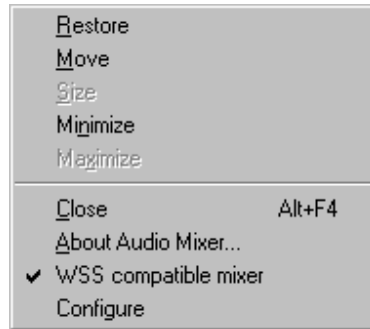 Restore
Move
Size
Minimize
Maximize
Close Alt+F4
About Audio Mixer...
WSS compatible mixer
Configure